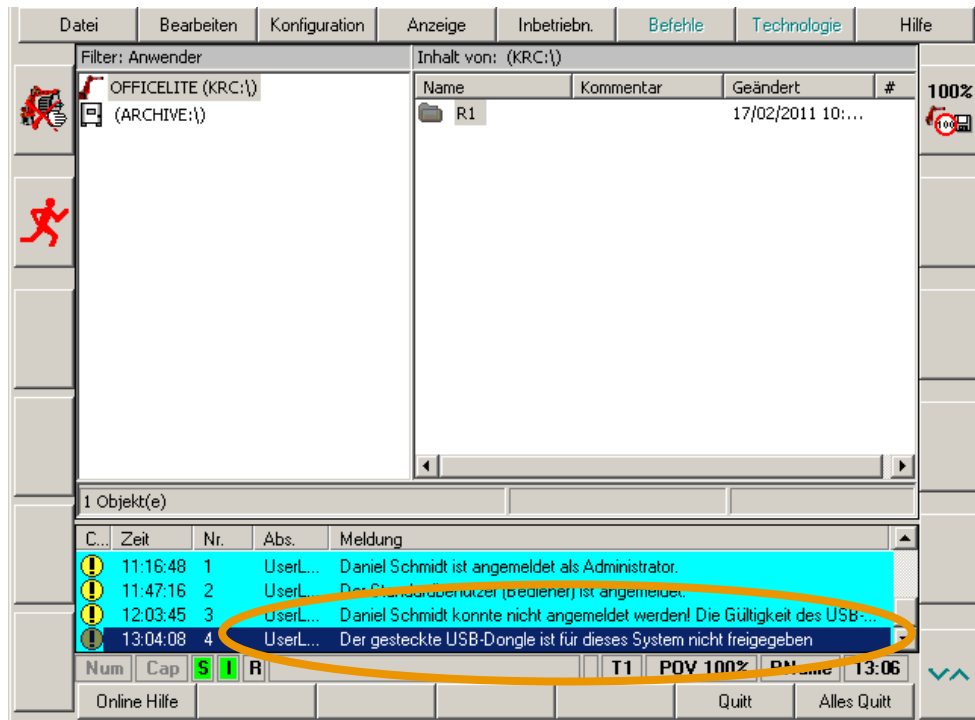 Datei Bearbeiten Konfiguration Anzeige Inbetriebn. Befehle Technologie Hilfe
Filter: Anwender
Inhalt von: (KRC:\)
OFFICELITE (KRC:\)
(ARCHIVE:\)
Name Kommentar Geändert #
R1 17/02/2011 10:...
100%
100
1 Objekt(e)
C... Zeit Nr. Abs. Meldung
11:16:48 1 UserL... Daniel Schmidt ist angemeldet als Administrator.
11:47:16 2 UserL... Der Standardbenutzer (Bediener) ist angemeldet.
12:03:45 3 UserL... Daniel Schmidt konnte nicht angemeldet werden! Die Gültigkeit des USB-...
13:04:08 4 UserL... Der gesteckte USB-Dongle ist für dieses System nicht freigegeben
Num Cap S I R T1 POV 100% 13:06
Online Hilfe Quitt Alles Quitt